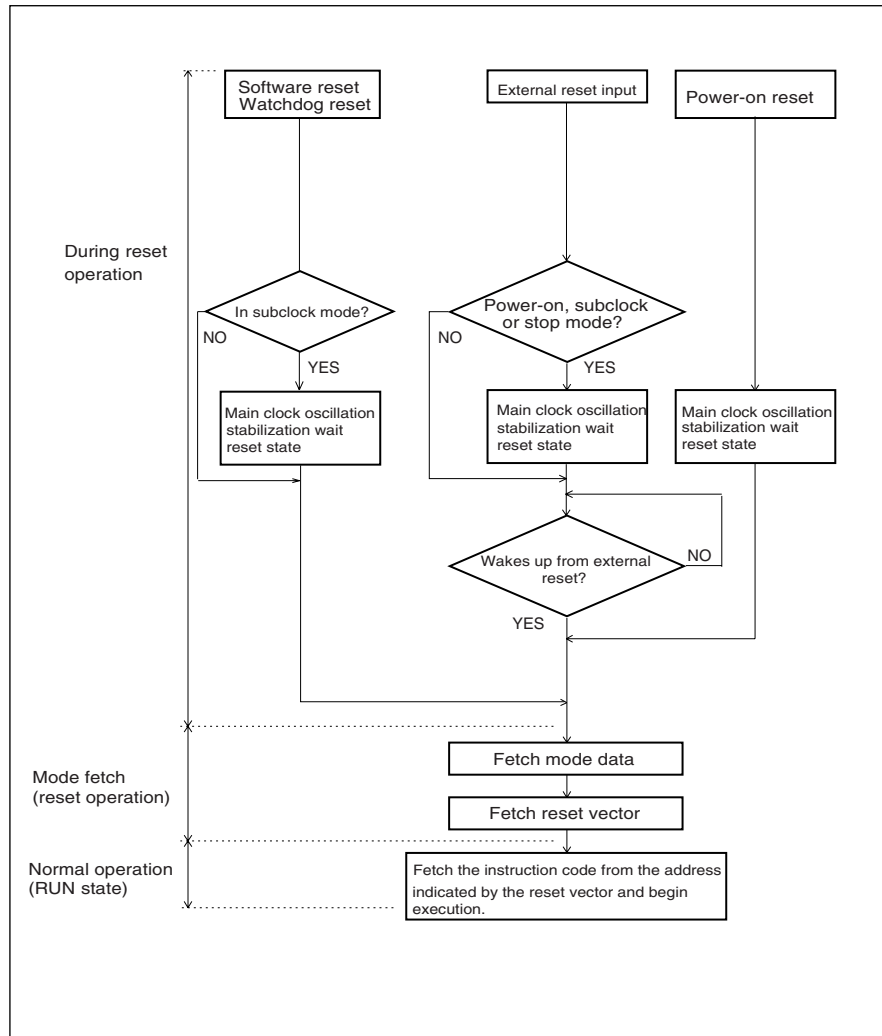 Software reset
Watchdog reset
External reset input
Power-on reset
During reset
operation
In subclock mode?
NO
YES
Power-on, subclock
or stop mode?
NO
YES
Main clock oscillation
stabilization wait
reset state
Main clock oscillation
stabilization wait
reset state
Main clock oscillation
stabilization wait
reset state
Wakes up from external
reset?
NO
YES
Mode fetch
(reset operation)
Fetch mode data
Fetch reset vector
Normal operation
(RUN state)
Fetch the instruction code from the address
indicated by the reset vector and begin
execution.